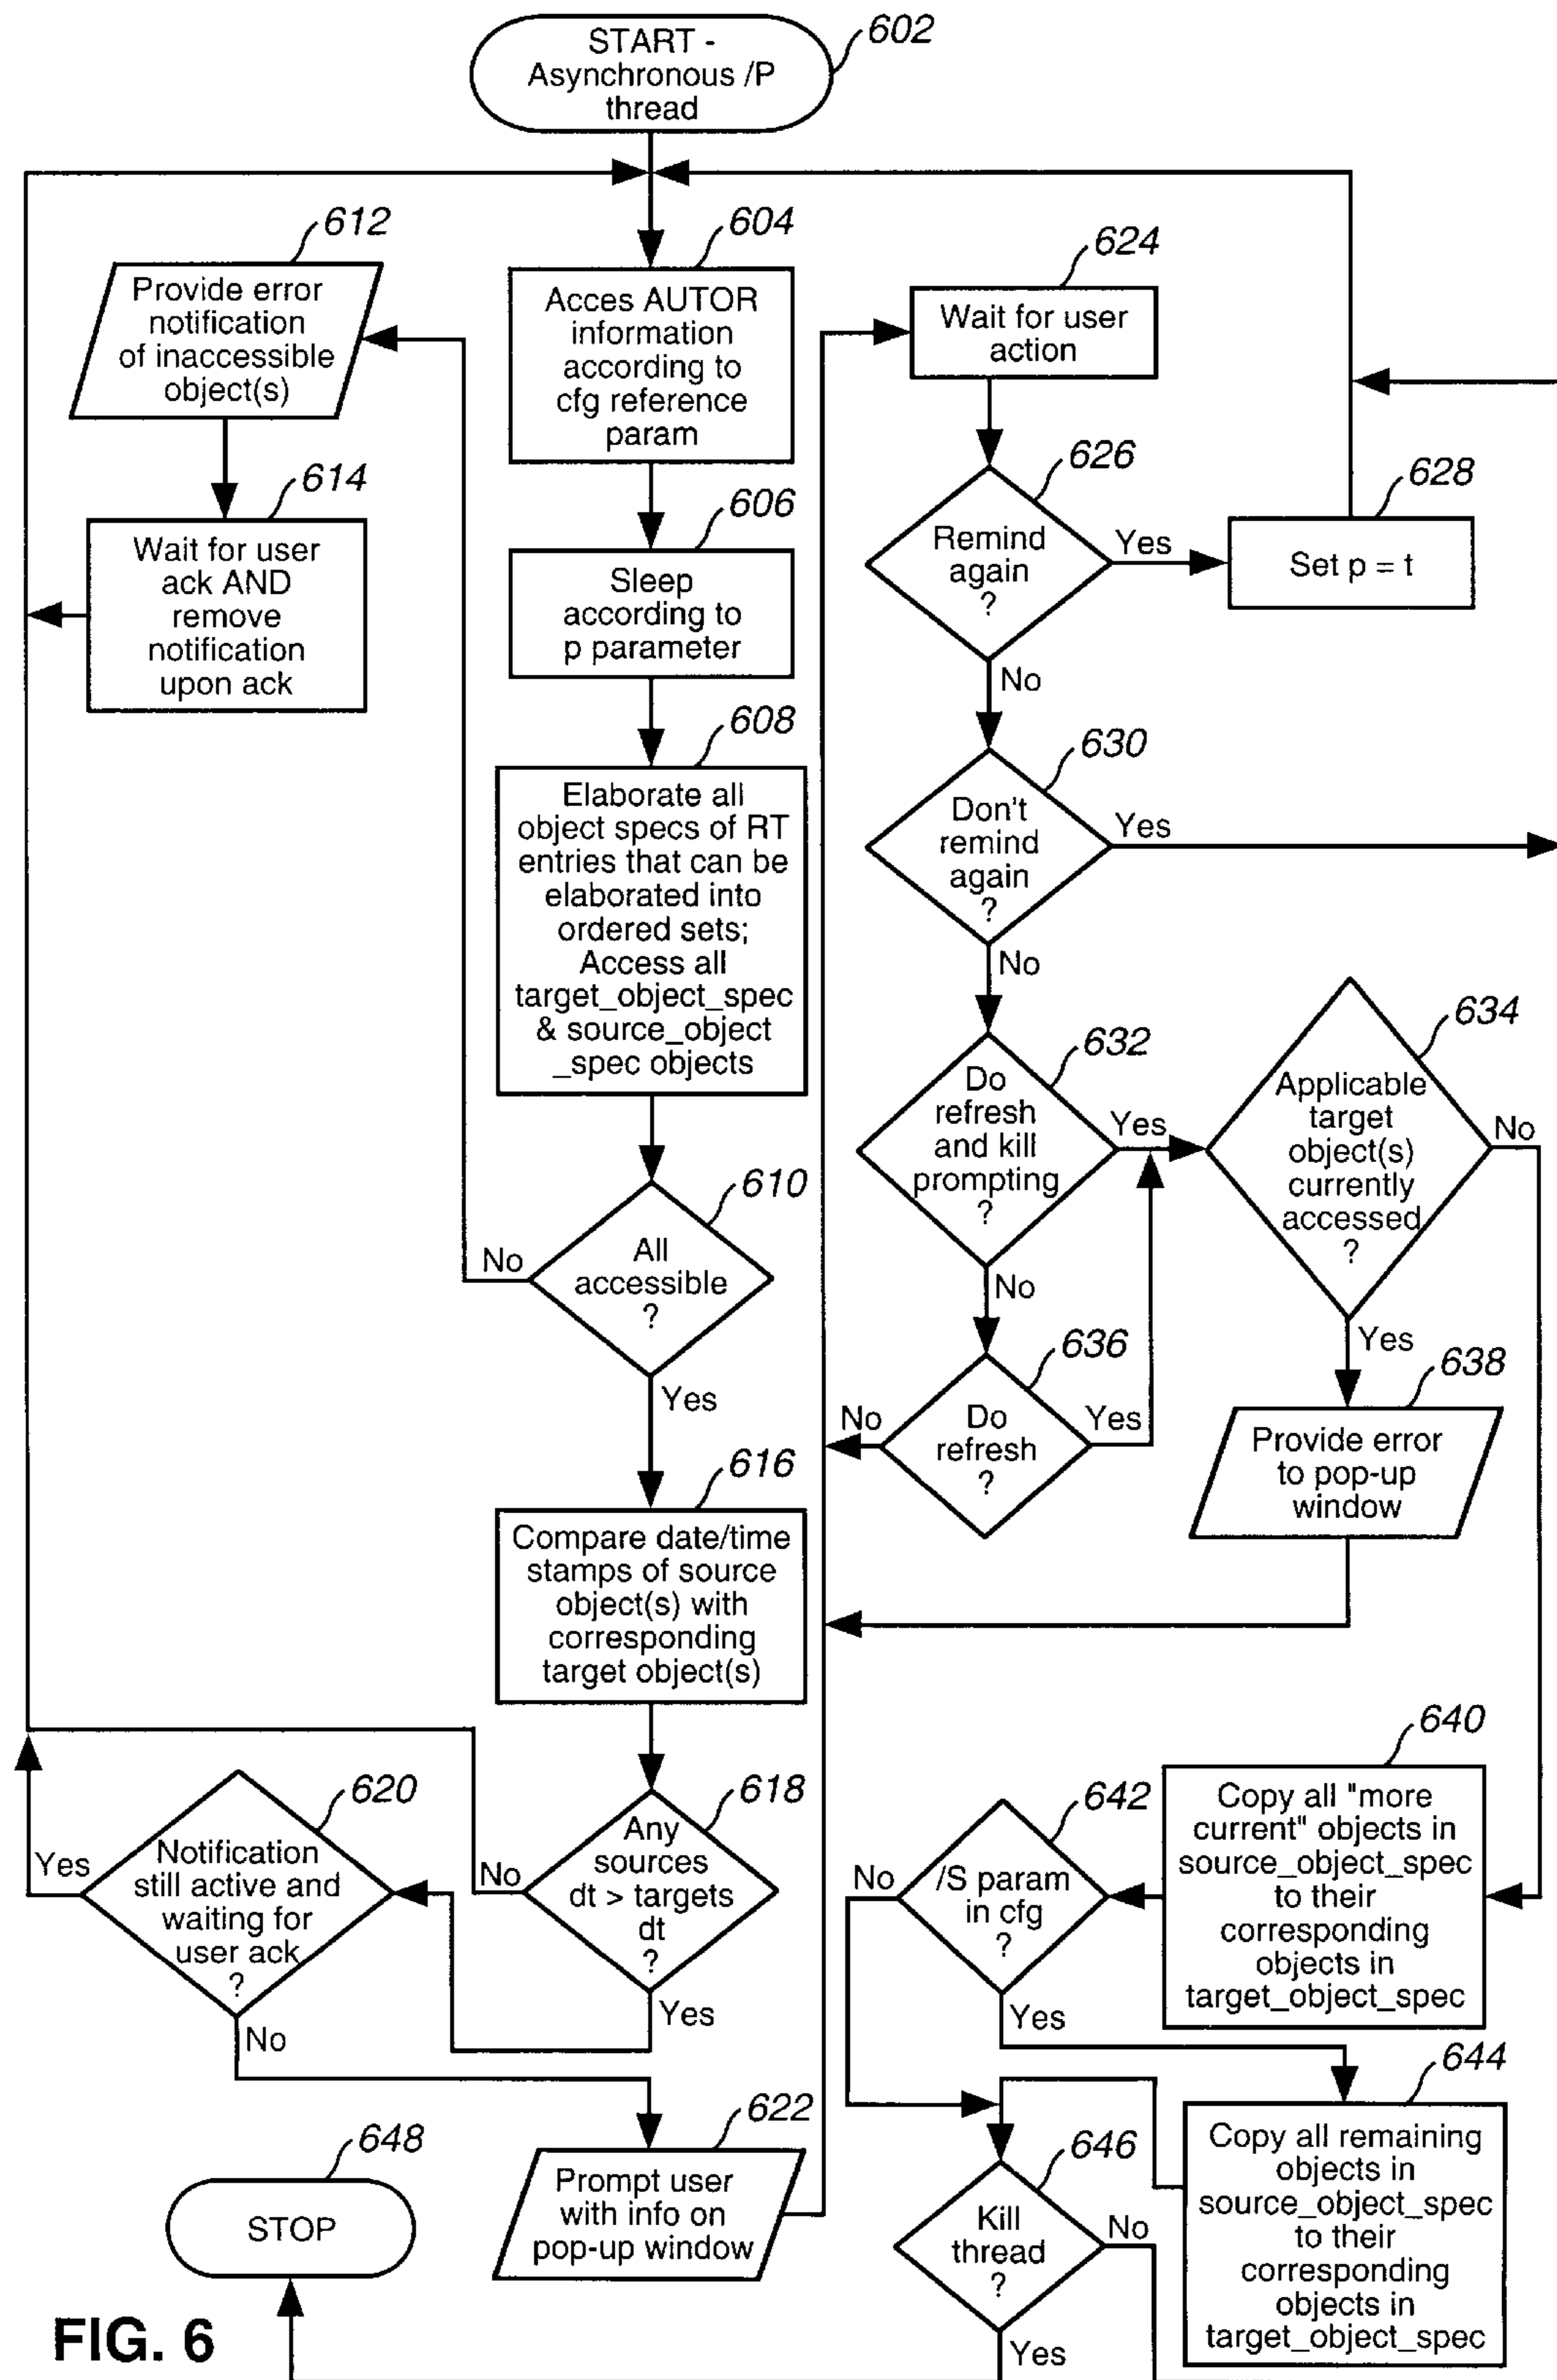 602
START -
Asynchronous /P
thread
612
Provide error
notification
of inaccessible
object(s)
614
Wait for user
ack AND
remove
notification
upon ack
604
Acces AUTOR
information
according to
cfg reference
param
606
Sleep
according to
p parameter
608
Elaborate all
object specs of RT
entries that can be
elaborated into
ordered sets;
Access all
target_object_spec
& source_object
_spec objects
610
All
accessible
?
No
Yes
616
Compare date/time
stamps of source
object(s) with
corresponding
target object(s)
618
Any
sources
dt > targets
dt
?
No
Yes
620
Notification
still active and
waiting for
user ack
?
Yes
No
622
Prompt user
with info on
pop-up window
624
Wait for user
action
626
Remind
again
?
Yes
No
628
Set p = t
630
Don't
remind
again
?
Yes
No
632
Do
refresh
and kill
prompting
?
Yes
No
634
Applicable
target
object(s)
currently
accessed
?
No
Yes
636
Do
refresh
?
No
Yes
638
Provide error
to pop-up
window
640
Copy all "more
current" objects in
source_object_spec
to their
corresponding
objects in
target_object_spec
642
/S param
in cfg
?
No
Yes
644
Copy all remaining
objects in
source_object_spec
to their
corresponding
objects in
target_object_spec
646
Kill
thread
?
No
Yes
648
STOP
FIG. 6